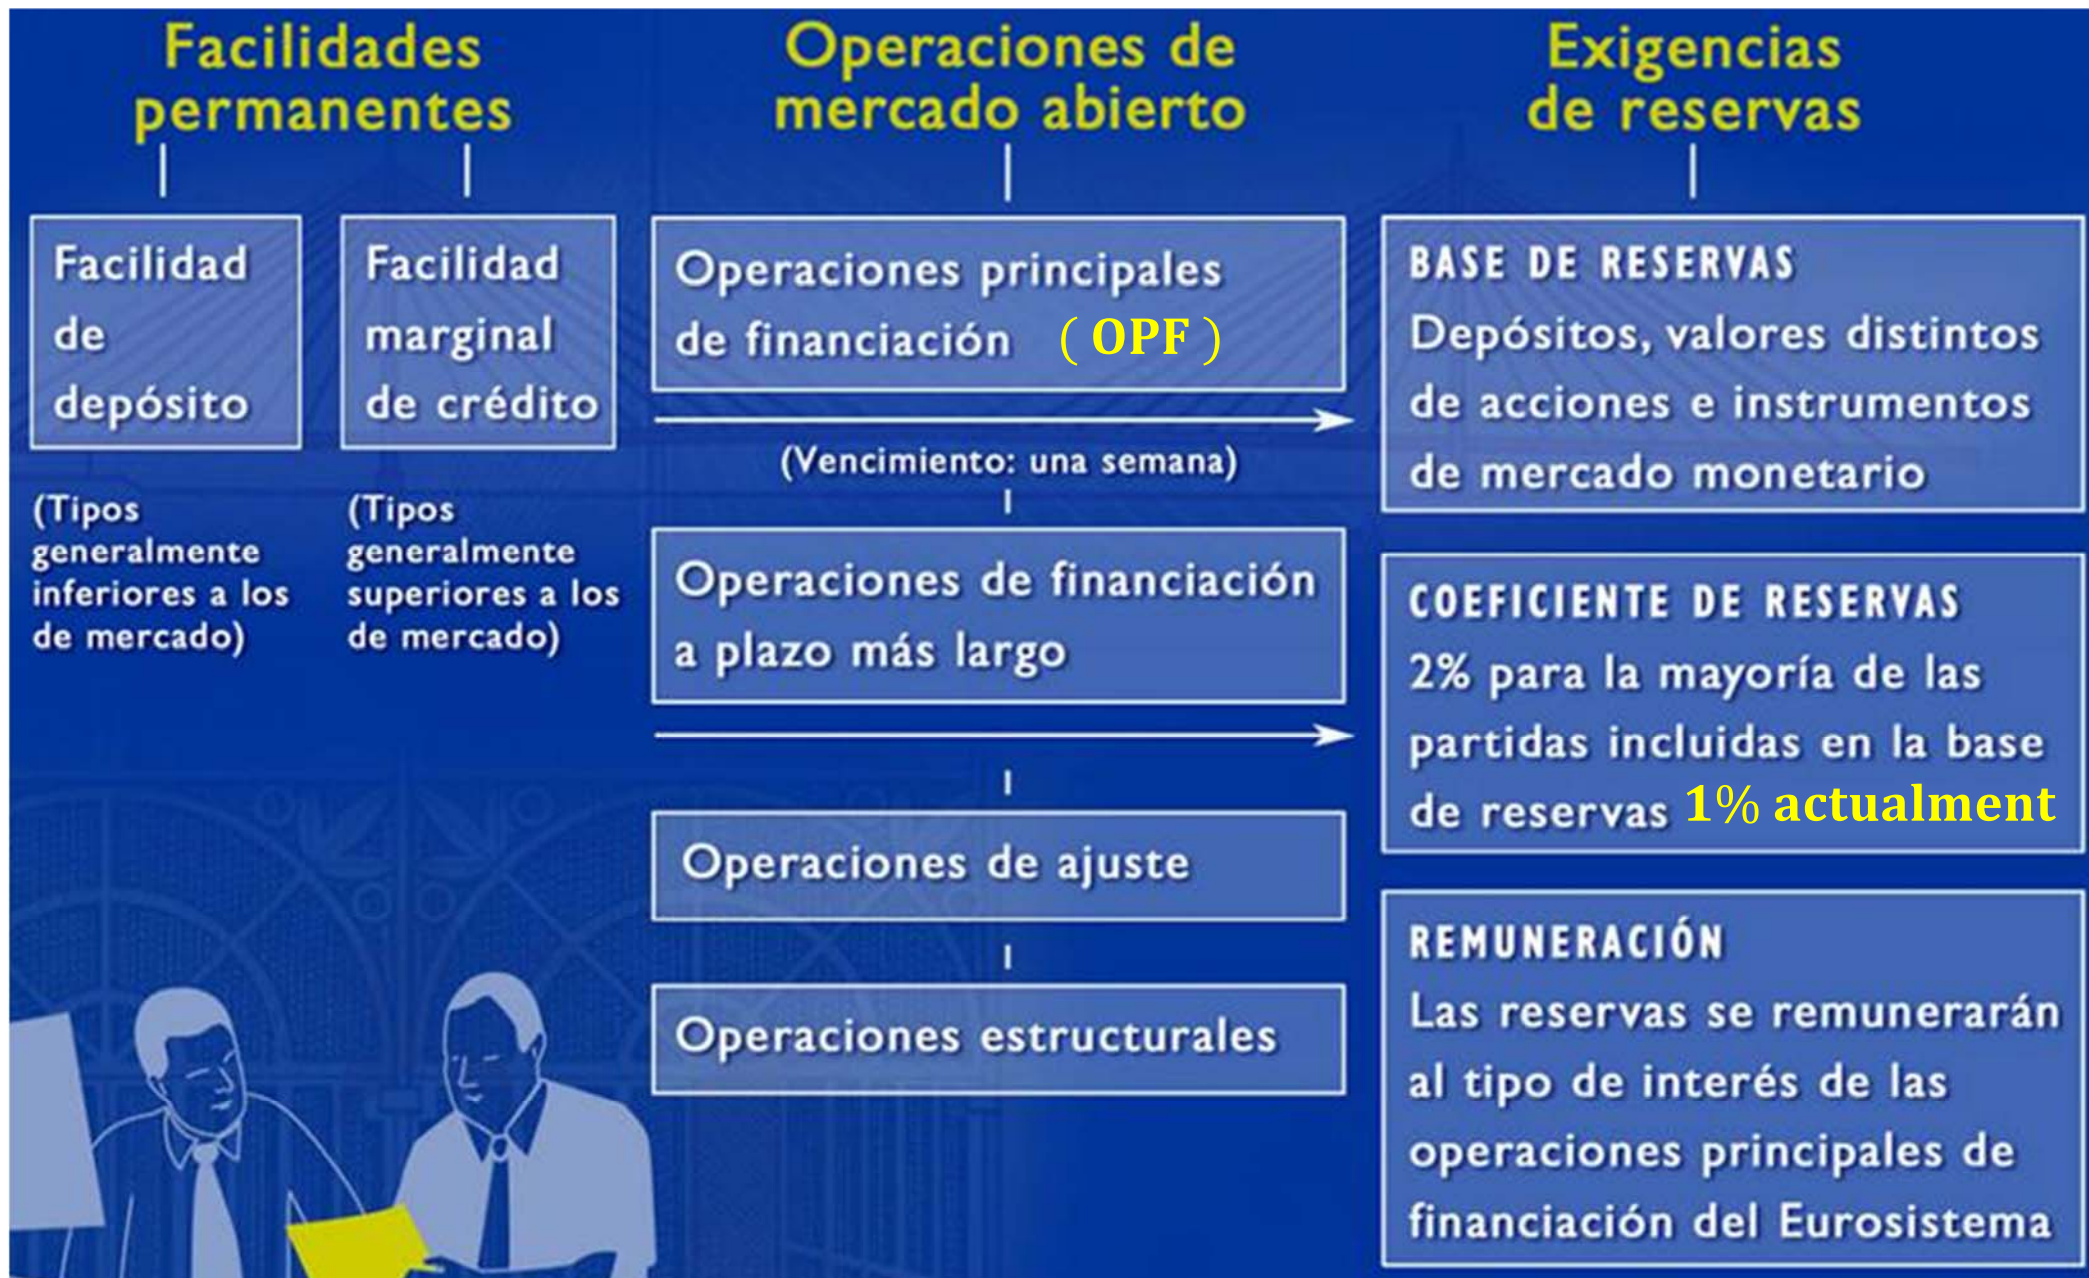 Facilidades
permanentes
Facilidad
de
depósito
(Tipos
generalmente
inferiores a los
de mercado)
Facilidad
marginal
de crédito
(Tipos
generalmente
superiores a los
de mercado)
Operaciones de
mercado abierto
Operaciones principales
de financiación ( OPF )
(Vencimiento: una semana)
Operaciones de financiación
a plazo más largo
Operaciones de ajuste
Operaciones estructurales
Exigencias
de reservas
BASE DE RESERVAS
Depósitos, valores distintos
de acciones e instrumentos
de mercado monetario
COEFICIENTE DE RESERVAS
2% para la mayoría de las
partidas incluidas en la base
de reservas 1% actualment
REMUNERACIÓN
Las reservas se remunerarán
al tipo de interés de las
operaciones principales de
financiación del Eurosistema